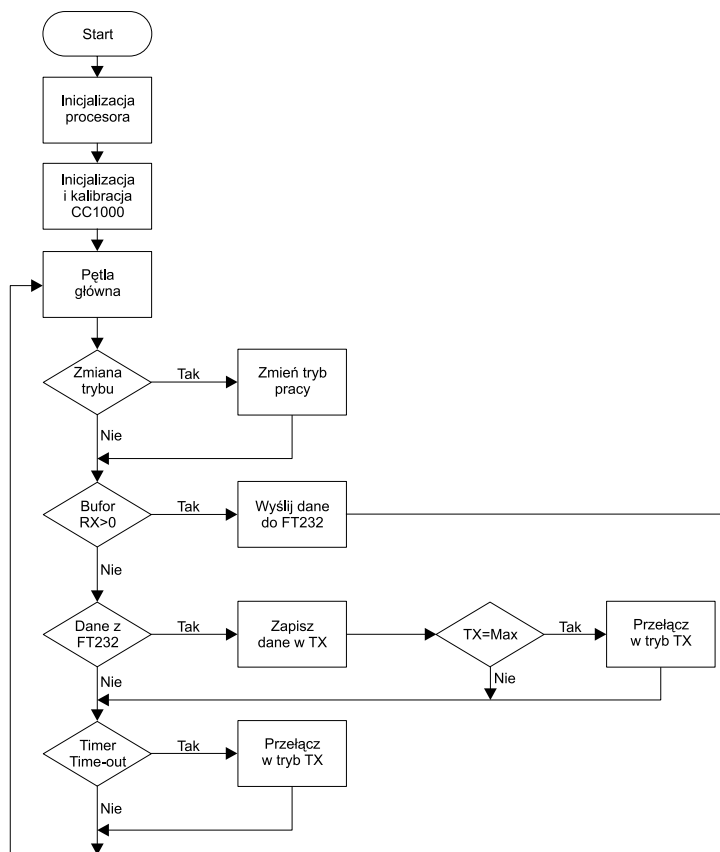 Start
Inicjalizacja
procesora
Inicjalizacja
i kalibracja
CC1000
Pętla
główna
Zmiana
trybu
Tak
Zmień tryb
pracy
Nie
Bufor
RX>0
Tak
Wyślij dane
do FT232
Nie
Dane z
FT232
Tak
Zapisz
dane w TX
TX=Max
Tak
Przełącz
w tryb TX
Nie
Nie
Timer
Time-out
Tak
Przełącz
w tryb TX
Nie